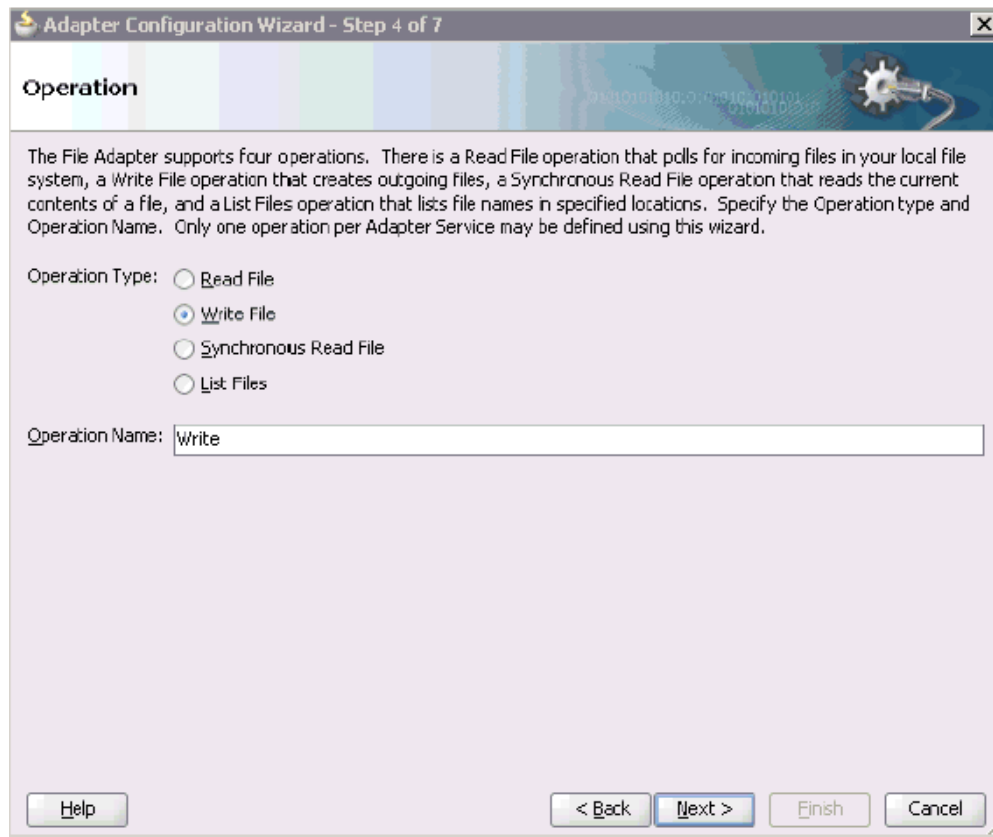 Adapter Configuration Wizard - Step 4 of 7
Operation
The File Adapter supports four operations. There is a Read File operation that polls for incoming files in your local file
system, a Write File operation that creates outgoing files, a Synchronous Read File operation that reads the current
contents of a file, and a List Files operation that lists file names in specified locations. Specify the Operation type and
Operation Name. Only one operation per Adapter Service may be defined using this wizard.
Operation Type: Read File
Write File
Synchronous Read File
List Files
Operation Name: Write
Help < Back Next > Finish Cancel